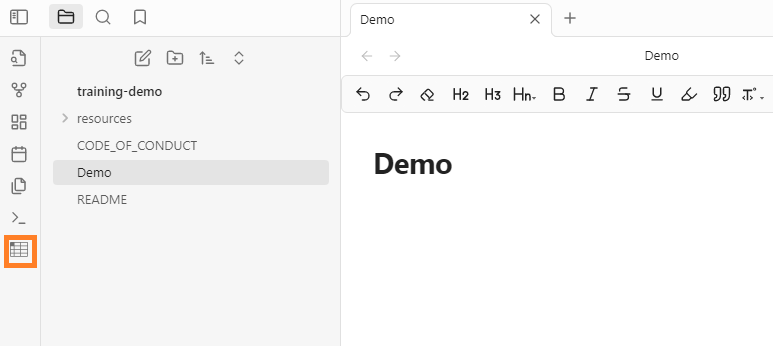 Demo
Demo
training-demo
resources
CODE_OF_CONDUCT
Demo
README
H2 H3 Hn B I S U T
Demo